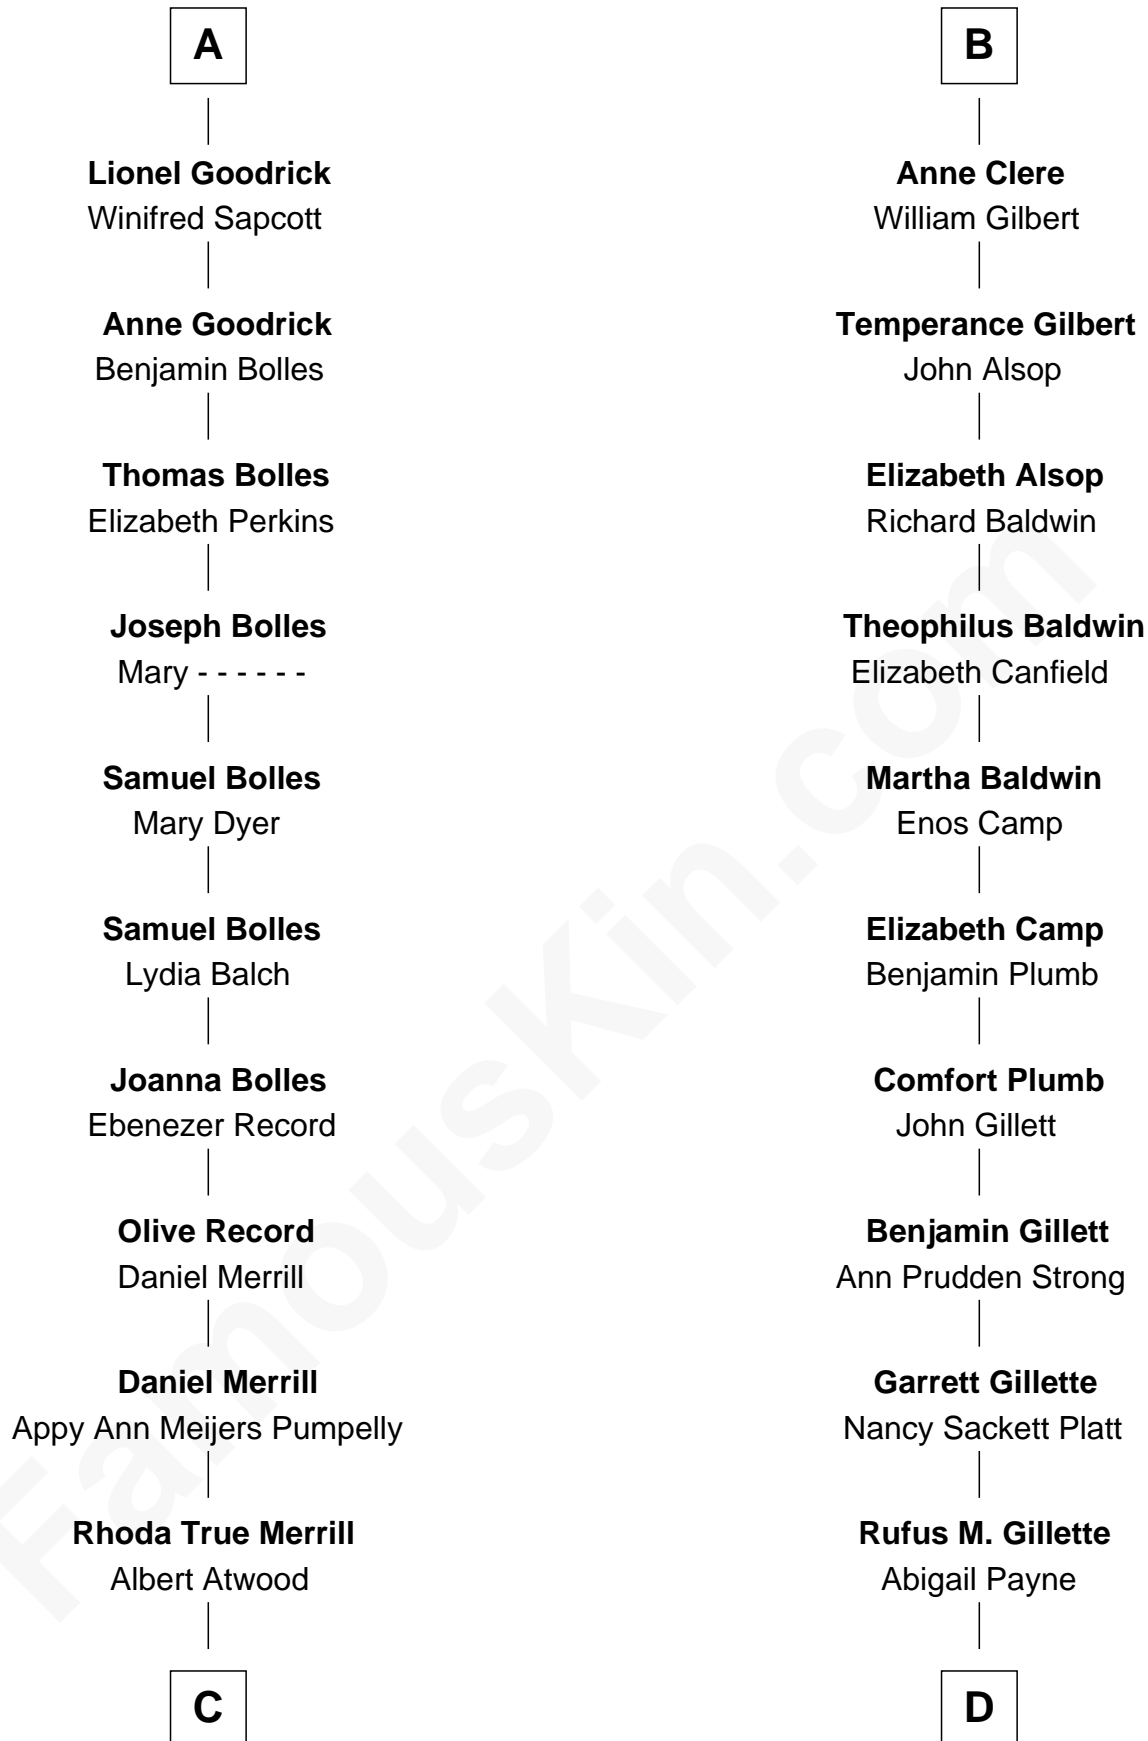 A
Lionel Goodrick
Winifred Sapcott
Anne Goodrick
Benjamin Bolles
Thomas Bolles
Elizabeth Perkins
Joseph Bolles
Mary - - - - - -
Samuel Bolles
Mary Dyer
Samuel Bolles
Lydia Balch
Joanna Bolles
Ebenezer Record
Olive Record
Daniel Merrill
Daniel Merrill
Appy Ann Meijers Pumpelly
Rhoda True Merrill
Albert Atwood
C
B
Anne Clere
William Gilbert
Temperance Gilbert
John Alsop
Elizabeth Alsop
Richard Baldwin
Theophilus Baldwin
Elizabeth Canfield
Martha Baldwin
Enos Camp
Elizabeth Camp
Benjamin Plumb
Comfort Plumb
John Gillett
Benjamin Gillett
Ann Prudden Strong
Garrett Gillette
Nancy Sackett Platt
Rufus M. Gillette
Abigail Payne
D
FamousKin.com